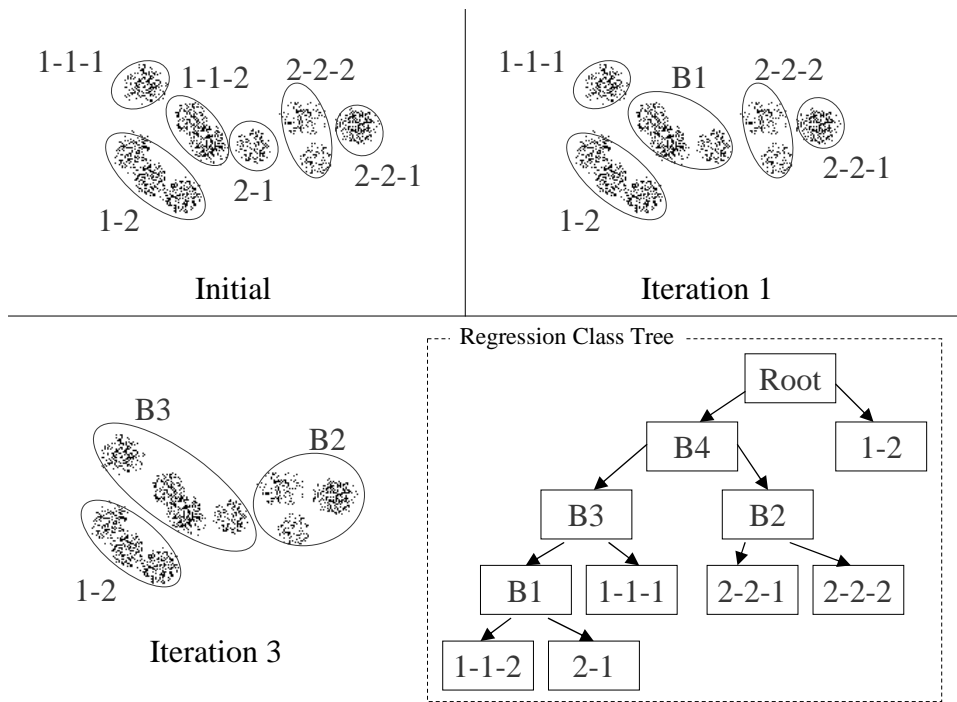 1-1-1
1-1-2
2-2-2
2-2-1
2-1
1-2
Initial
1-1-1
B1
2-2-2
2-2-1
1-2
Iteration 1
B3
B2
1-2
Iteration 3
Regression Class Tree
Root
B4
1-2
B3
B2
B1
1-1-1
2-2-1
2-2-2
1-1-2
2-1